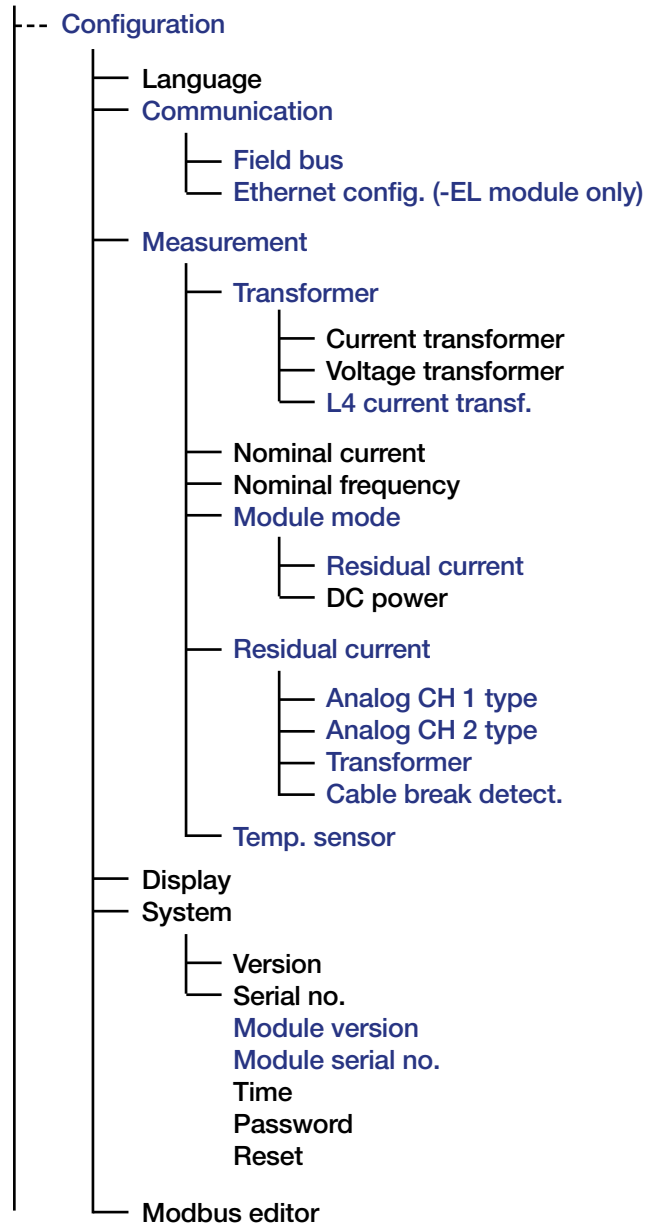 Configuration
Language
Communication
Field bus
Ethernet config. (-EL module only)
Measurement
Transformer
Current transformer
Voltage transformer
L4 current transf.
Nominal current
Nominal frequency
Module mode
Residual current
DC power
Residual current
Analog CH 1 type
Analog CH 2 type
Transformer
Cable break detect.
Temp. sensor
Display
System
Version
Serial no.
Module version
Module serial no.
Time
Password
Reset
Modbus editor